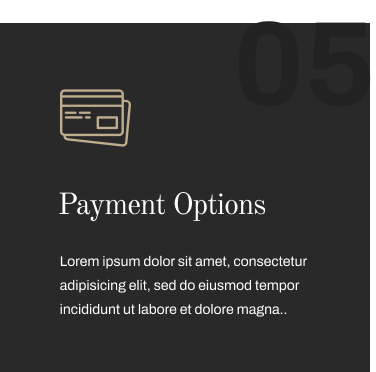 05
Payment Options
Lorem ipsum dolor sit amet, consectetur
adipisicing elit, sed do eiusmod tempor
incididunt ut labore et dolore magna..